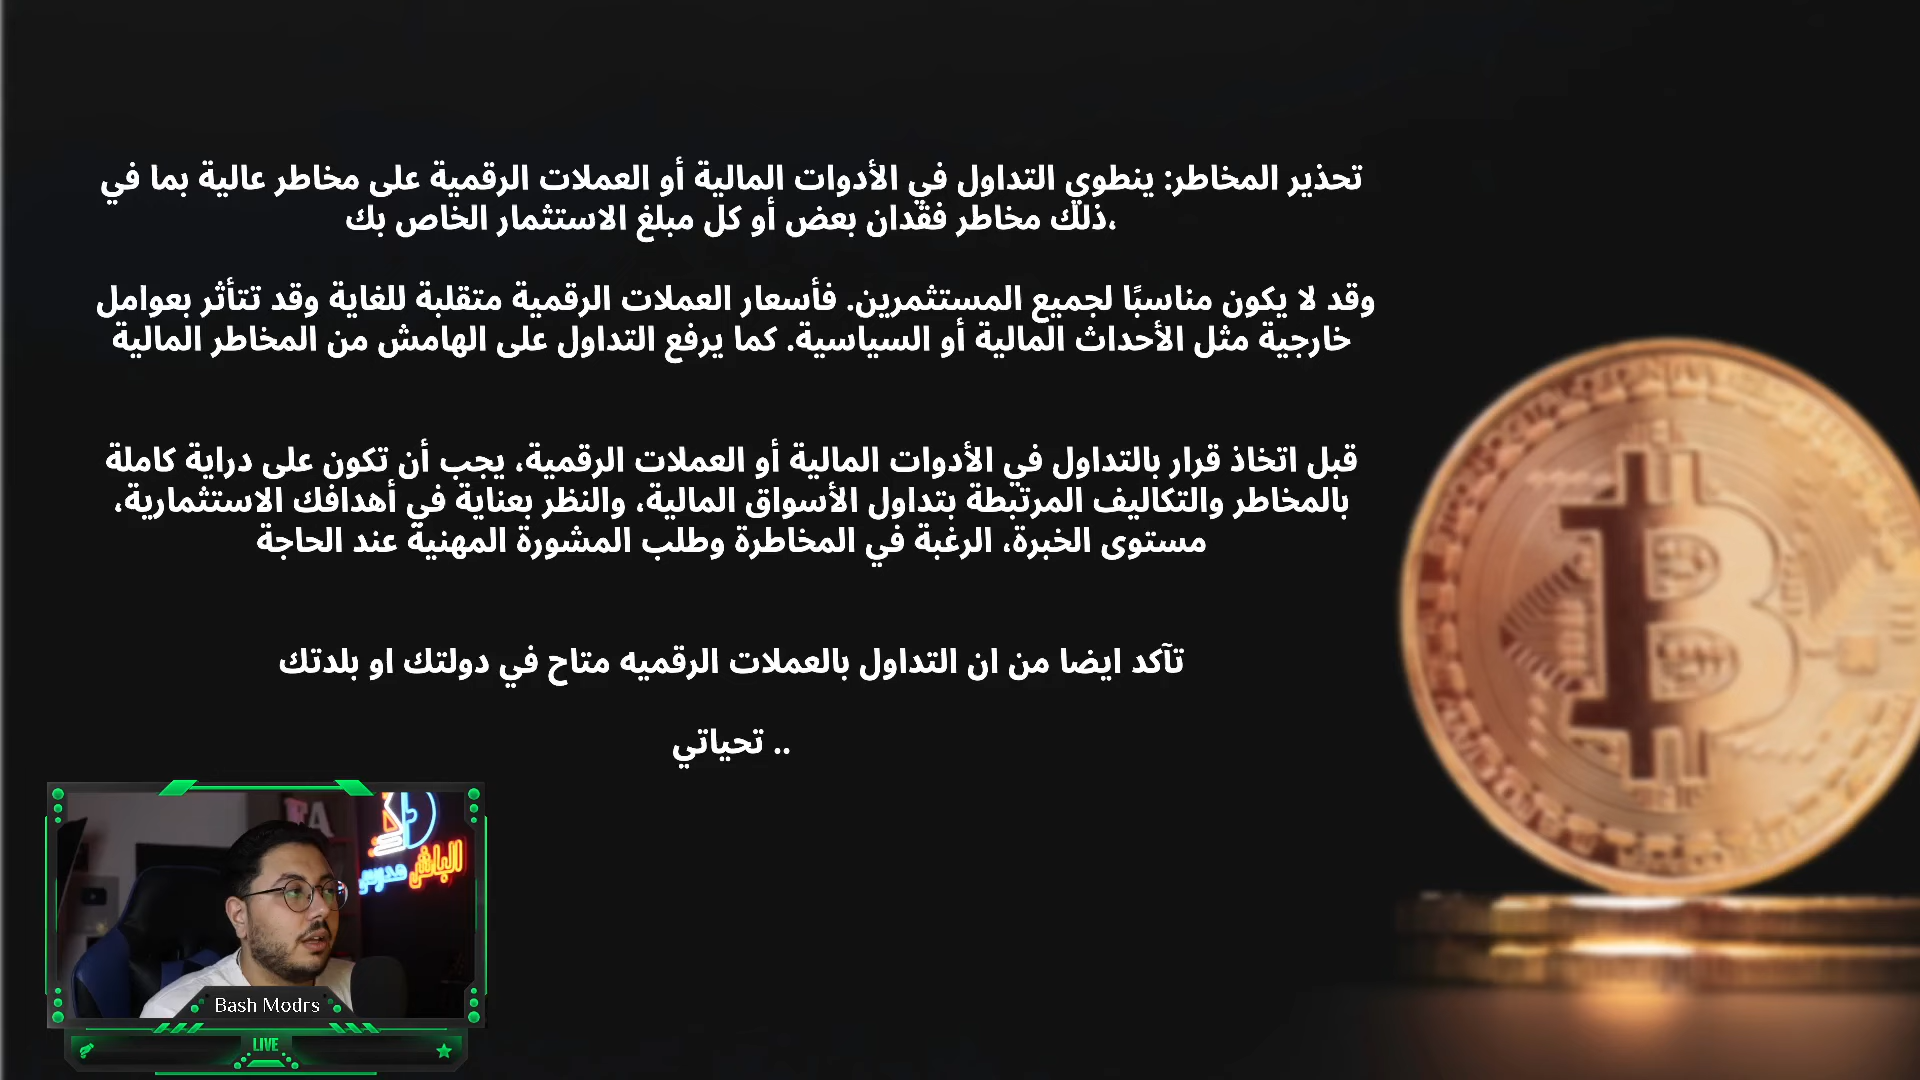 تحذير المخاطر: ينطوي التداول في الأدوات المالية أو العملات الرقمية على مخاطر عالية بما في
،ذلك مخاطر فقدان بعض أو كل مبلغ الاستثمار الخاص بك
وقد لا يكون مناسبًا لجميع المستثمرين. فأسعار العملات الرقمية متقلبة للغاية وقد تتأثر بعوامل
خارجية مثل الأحداث المالية أو السياسية. كما يرفع التداول على الهامش من المخاطر المالية
قبل اتخاذ قرار بالتداول في الأدوات المالية أو العملات الرقمية، يجب أن تكون على دراية كاملة
بالمخاطر والتكاليف المرتبطة بتداول الأسواق المالية، والنظر بعناية في أهدافك الاستثمارية،
مستوى الخبرة، الرغبة في المخاطرة وطلب المشورة المهنية عند الحاجة
تآكد ايضا من ان التداول بالعملات الرقميه متاح في دولتك او بلدتك
.. تحياتي
الباش مدرس
Bash Modrs
LIVE